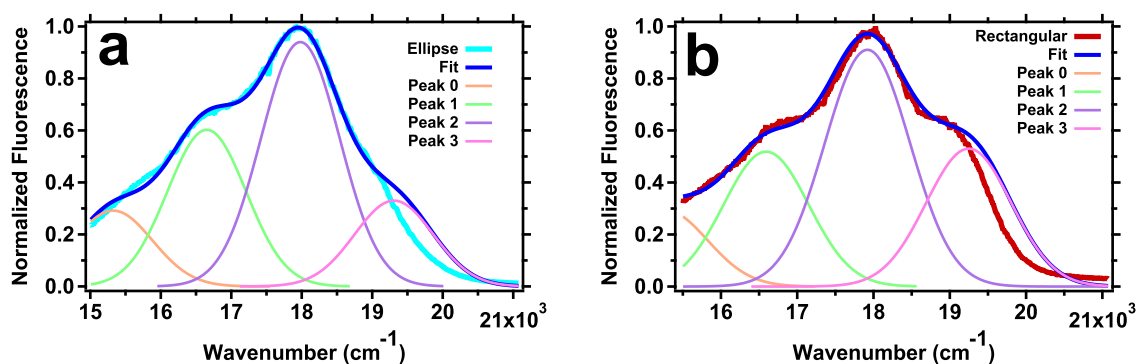 a
Normalized Fluorescence
1.0
0.8
0.6
0.4
0.2
0.0
Ellipse
Fit
Peak 0
Peak 1
Peak 2
Peak 3
15 16 17 18 19 20 21x10³
Wavenumber (cm⁻¹)
b
Normalized Fluorescence
1.0
0.8
0.6
0.4
0.2
0.0
Rectangular
Fit
Peak 0
Peak 1
Peak 2
Peak 3
16 17 18 19 20 21x10³
Wavenumber (cm⁻¹)